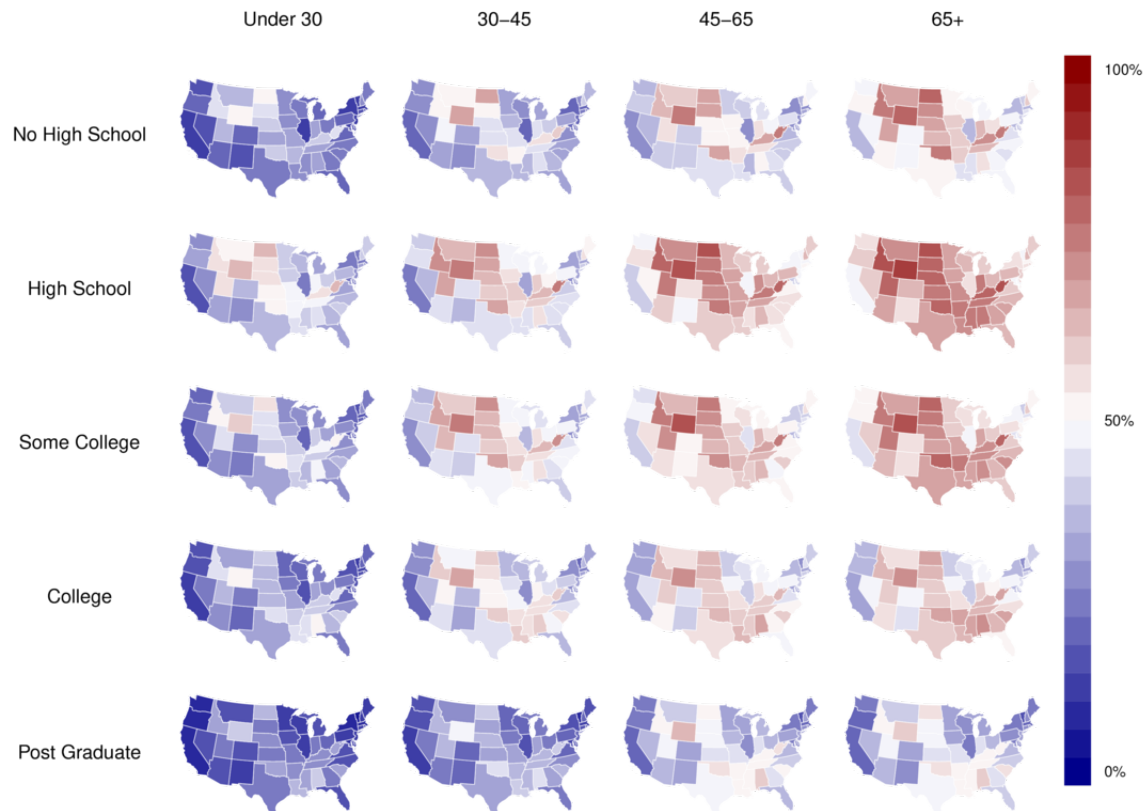 Under 30
30–45
45–65
65+
100%
No High School
High School
50%
Some College
College
Post Graduate
0%